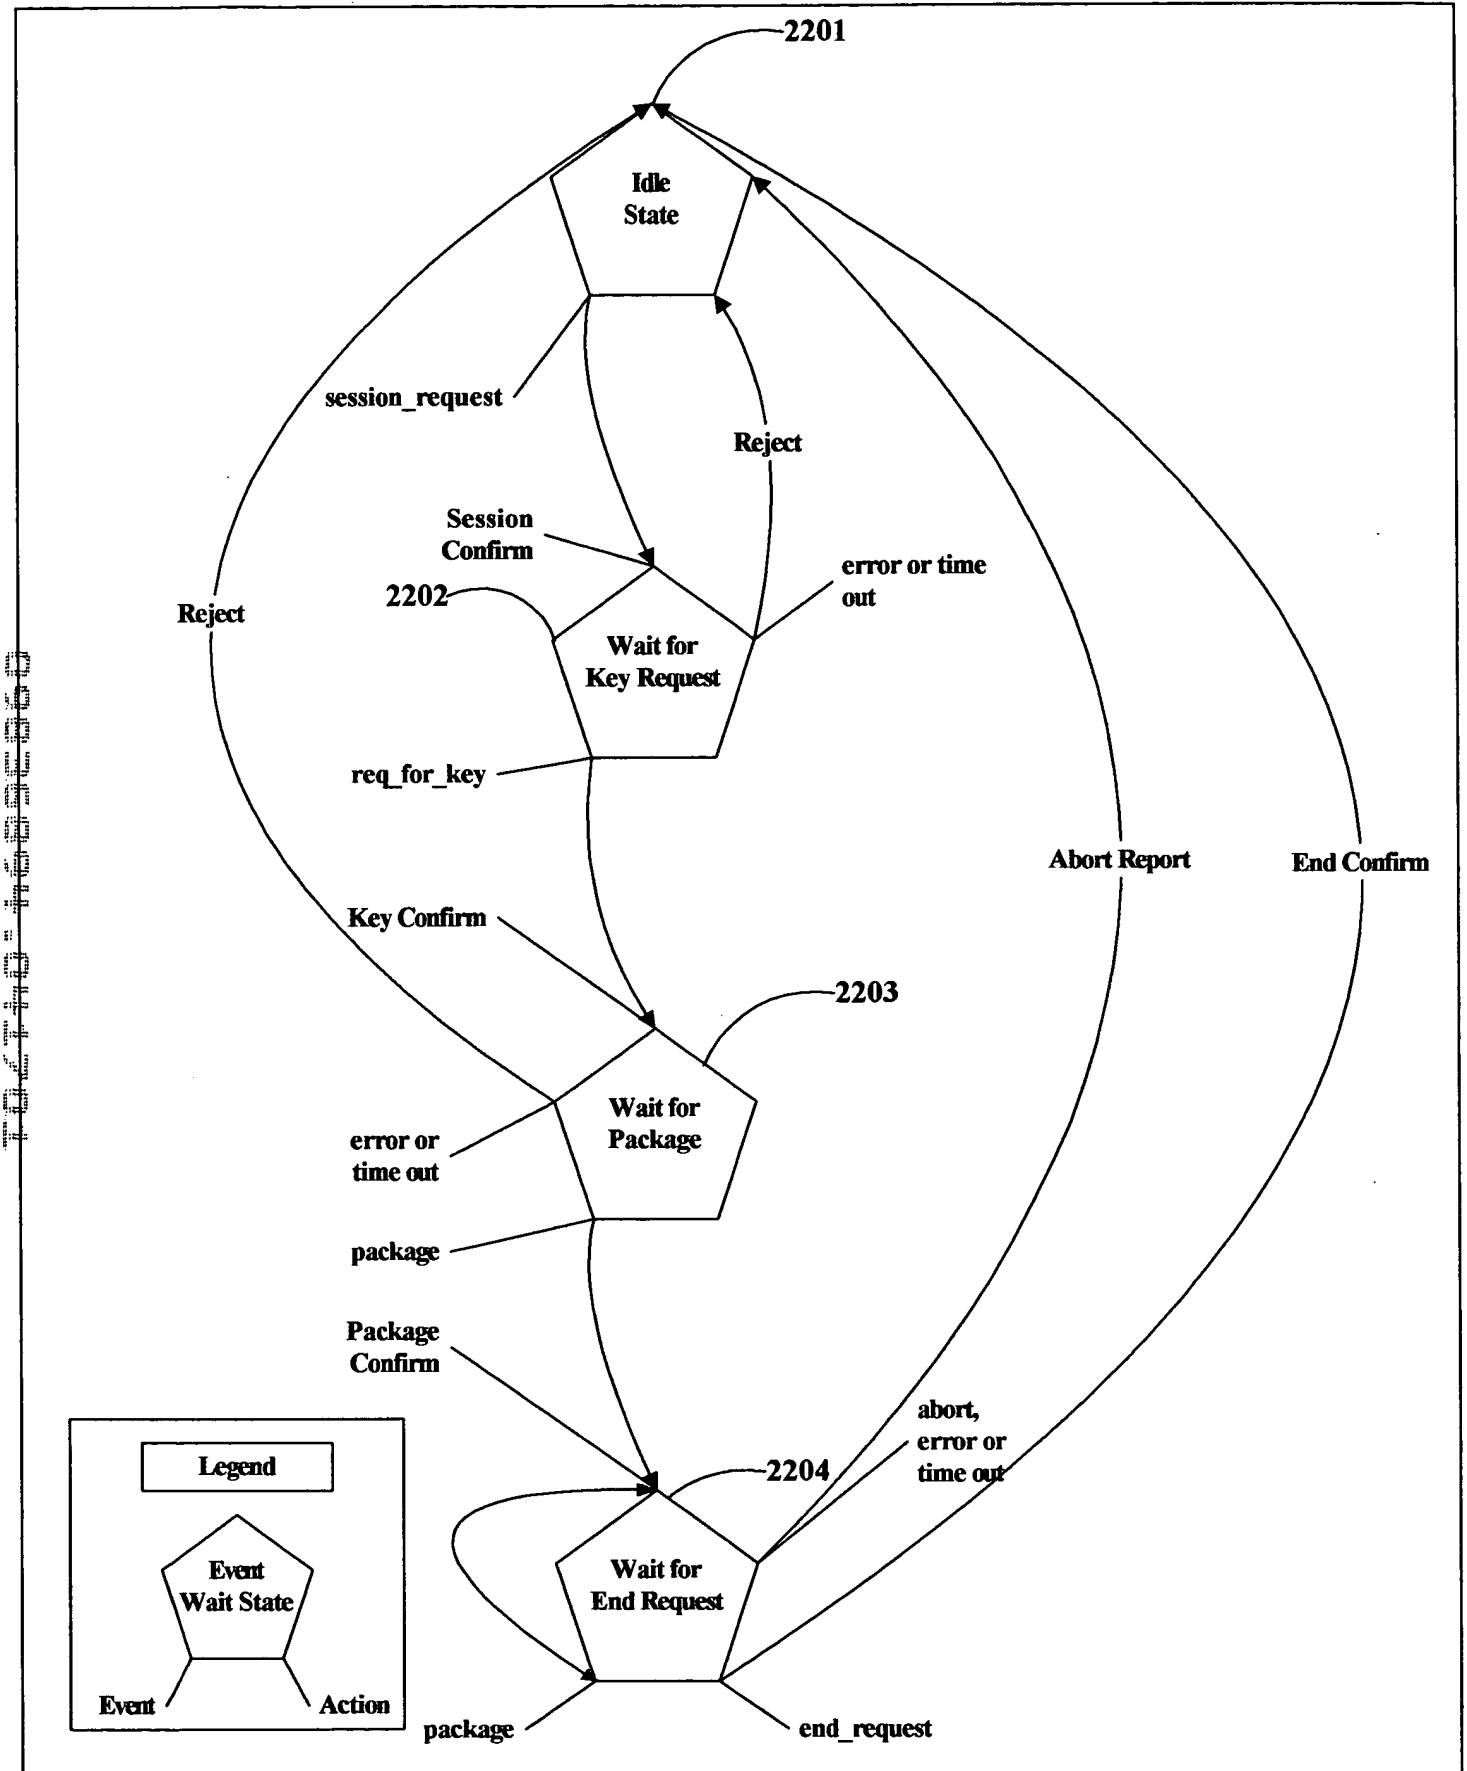 2201
Idle
State
session_request
Reject
Session
Confirm
error or time
out
2202
Reject
Wait for
Key Request
req_for_key
Abort Report
End Confirm
Key Confirm
2203
Wait for
Package
error or
time out
package
Package
Confirm
abort,
error or
time out
Legend
2204
Event
Wait State
Wait for
End Request
Event
Action
package
end_request